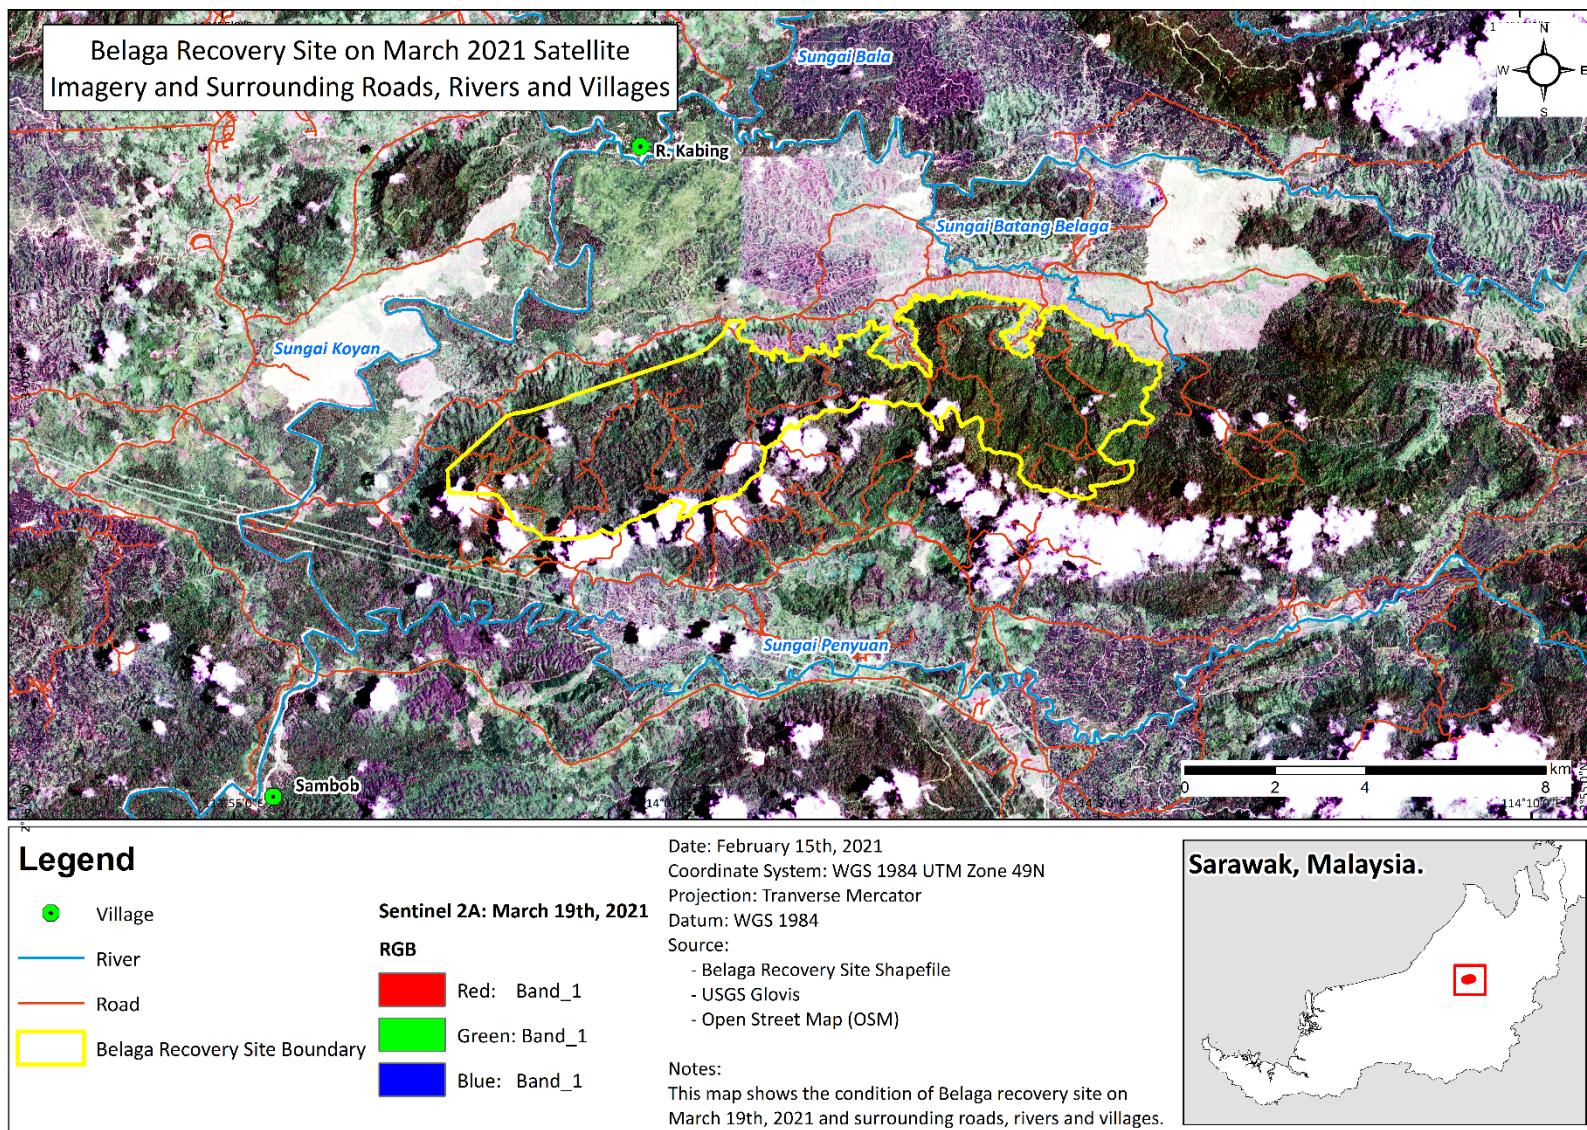 Belaga Recovery Site on March 2021 Satellite
Imagery and Surrounding Roads, Rivers and Villages
Sungai Bala
N
W
E
S
R. Kabing
Sungai Batang Belaga
Sungai Koyan
Sungai Penyuan
Sambob
km
0
2
4
8
114°10'0"E
Legend
Village
River
Road
Belaga Recovery Site Boundary
Sentinel 2A: March 19th, 2021
RGB
Red: Band_1
Green: Band_1
Blue: Band_1
Date: February 15th, 2021
Coordinate System: WGS 1984 UTM Zone 49N
Projection: Tranverse Mercator
Datum: WGS 1984
Source:
- Belaga Recovery Site Shapefile
- USGS Glovis
- Open Street Map (OSM)
Notes:
This map shows the condition of Belaga recovery site on
March 19th, 2021 and surrounding roads, rivers and villages.
Sarawak, Malaysia.